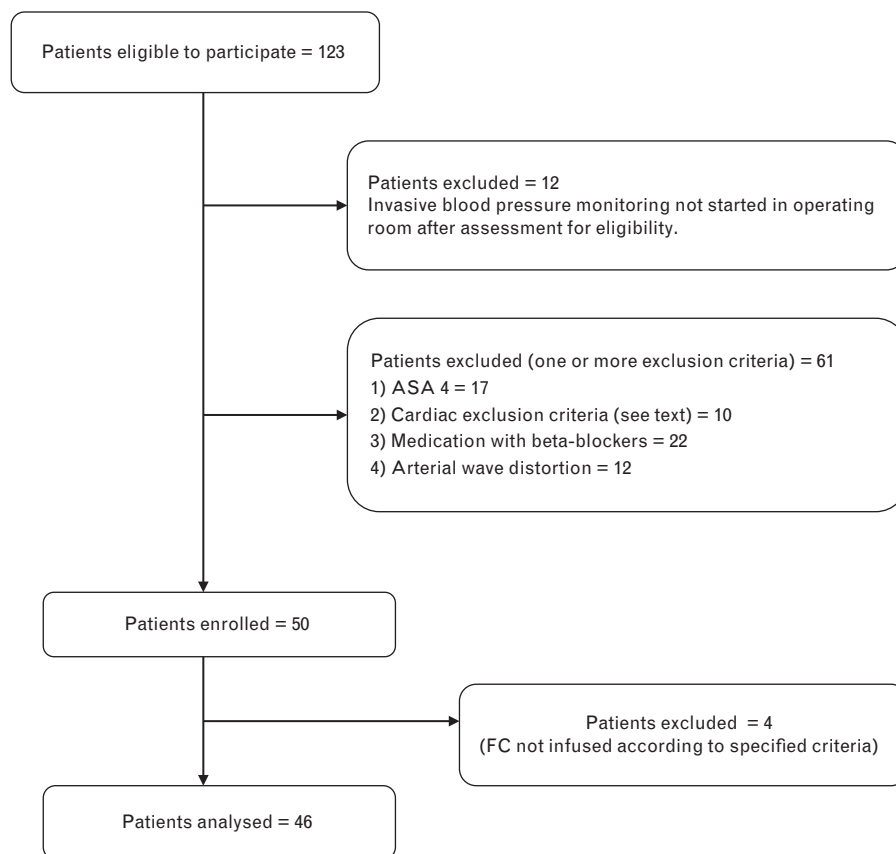 Patients eligible to participate = 123
Patients excluded = 12
Invasive blood pressure monitoring not started in operating
room after assessment for eligibility.
Patients excluded (one or more exclusion criteria) = 61
1) ASA 4 = 17
2) Cardiac exclusion criteria (see text) = 10
3) Medication with beta-blockers = 22
4) Arterial wave distortion = 12
Patients enrolled = 50
Patients excluded = 4
(FC not infused according to specified criteria)
Patients analysed = 46